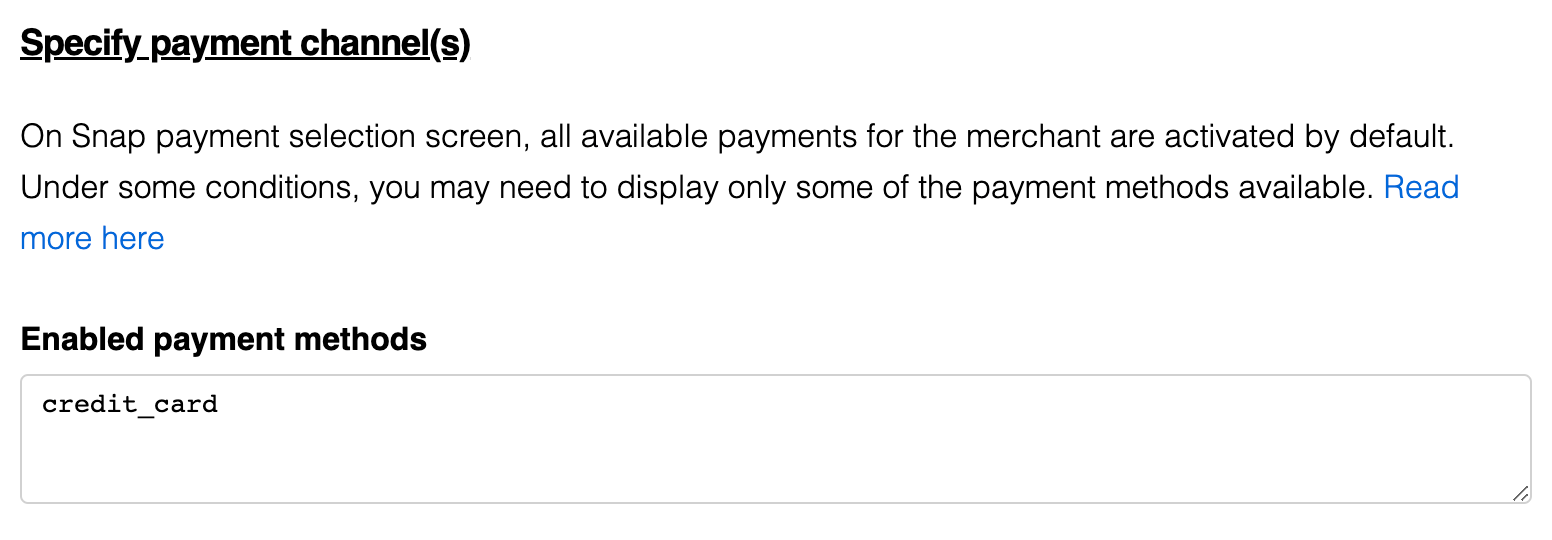 Specify payment channel(s)
On Snap payment selection screen, all available payments for the merchant are activated by default.
Under some conditions, you may need to display only some of the payment methods available. Read
more here
Enabled payment methods
credit_card